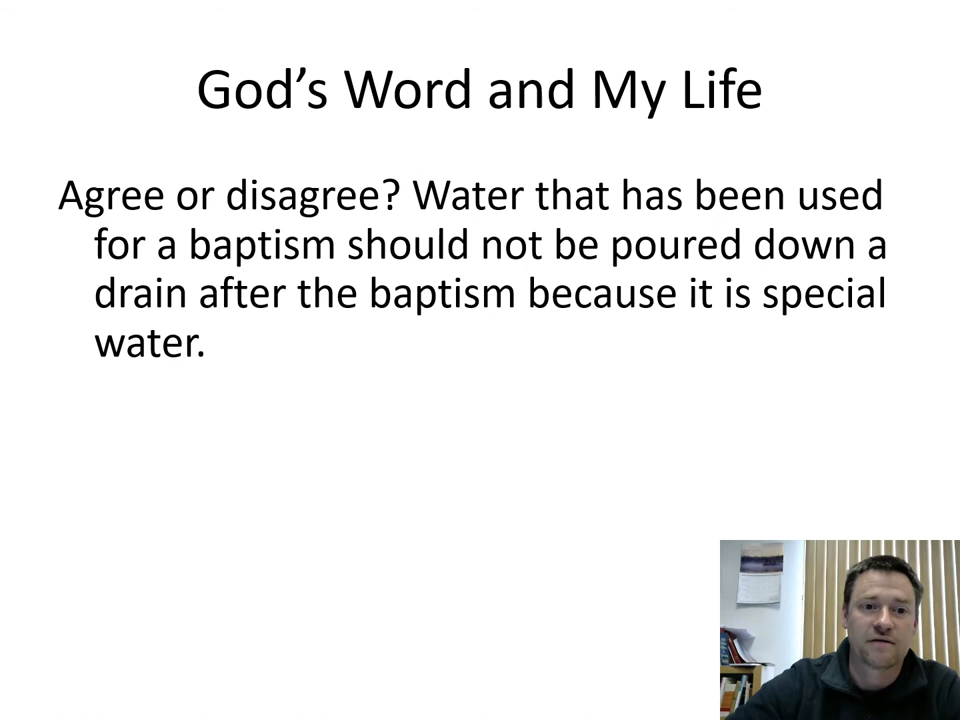 God’s Word and My Life
Agree or disagree? Water that has been used
for a baptism should not be poured down a
drain after the baptism because it is special
water.